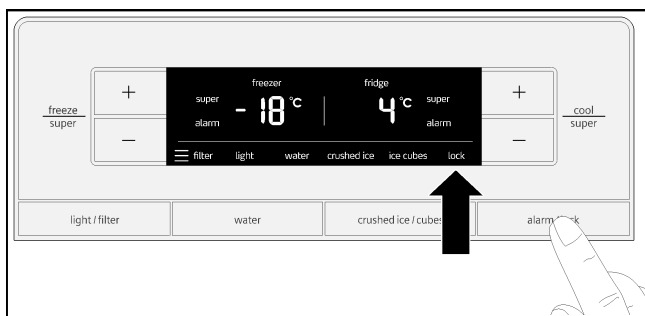 freezer fridge
super -18 °C 4 °C super
alarm alarm
filter light water crushed ice ice cubes lock
freeze
super
+
−
+
−
cool
super
light / filter water crushed ice / cubes alarm